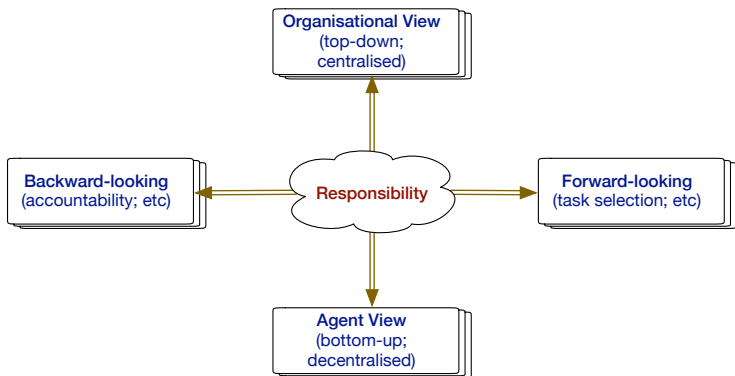 Organisational View
(top-down;
centralised)
Backward-looking
(accountability; etc)
Responsibility
Forward-looking
(task selection; etc)
Agent View
(bottom-up;
decentralised)